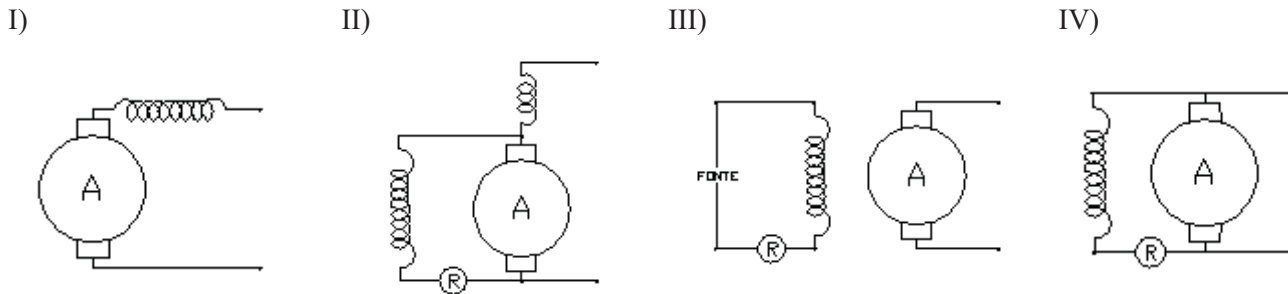 I) II) III) IV)
A
R A
FONTE
R A
R A